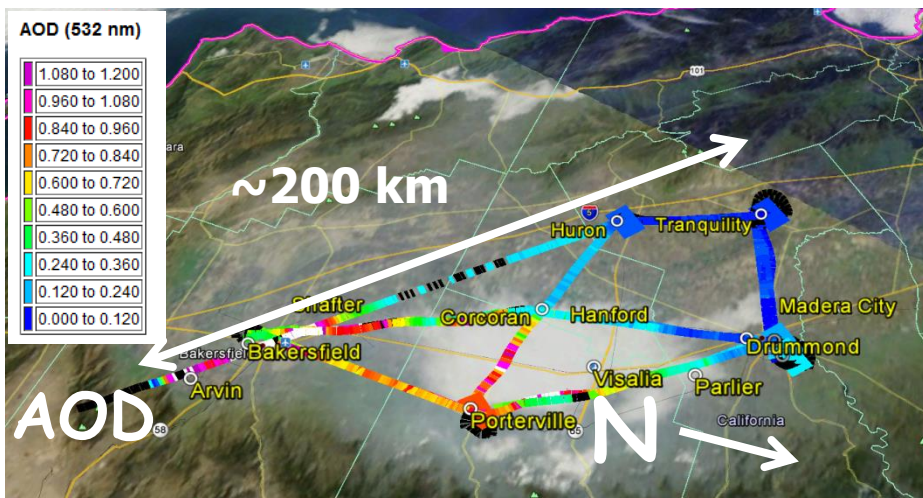 AOD (532 nm)
1.080 to 1.200
0.960 to 1.080
0.840 to 0.960
0.720 to 0.840
0.600 to 0.720
0.480 to 0.600
0.360 to 0.480
0.240 to 0.360
0.120 to 0.240
0.000 to 0.120
101
ara
~200 km
5
Huron
Tranquility
Shafter
Corcoran
Hanford
Madera City
Bakersfiel
Bakersfield
Drummond
Arvin
Visalia
Parlier
AOD
58
Porterville
65
N
California